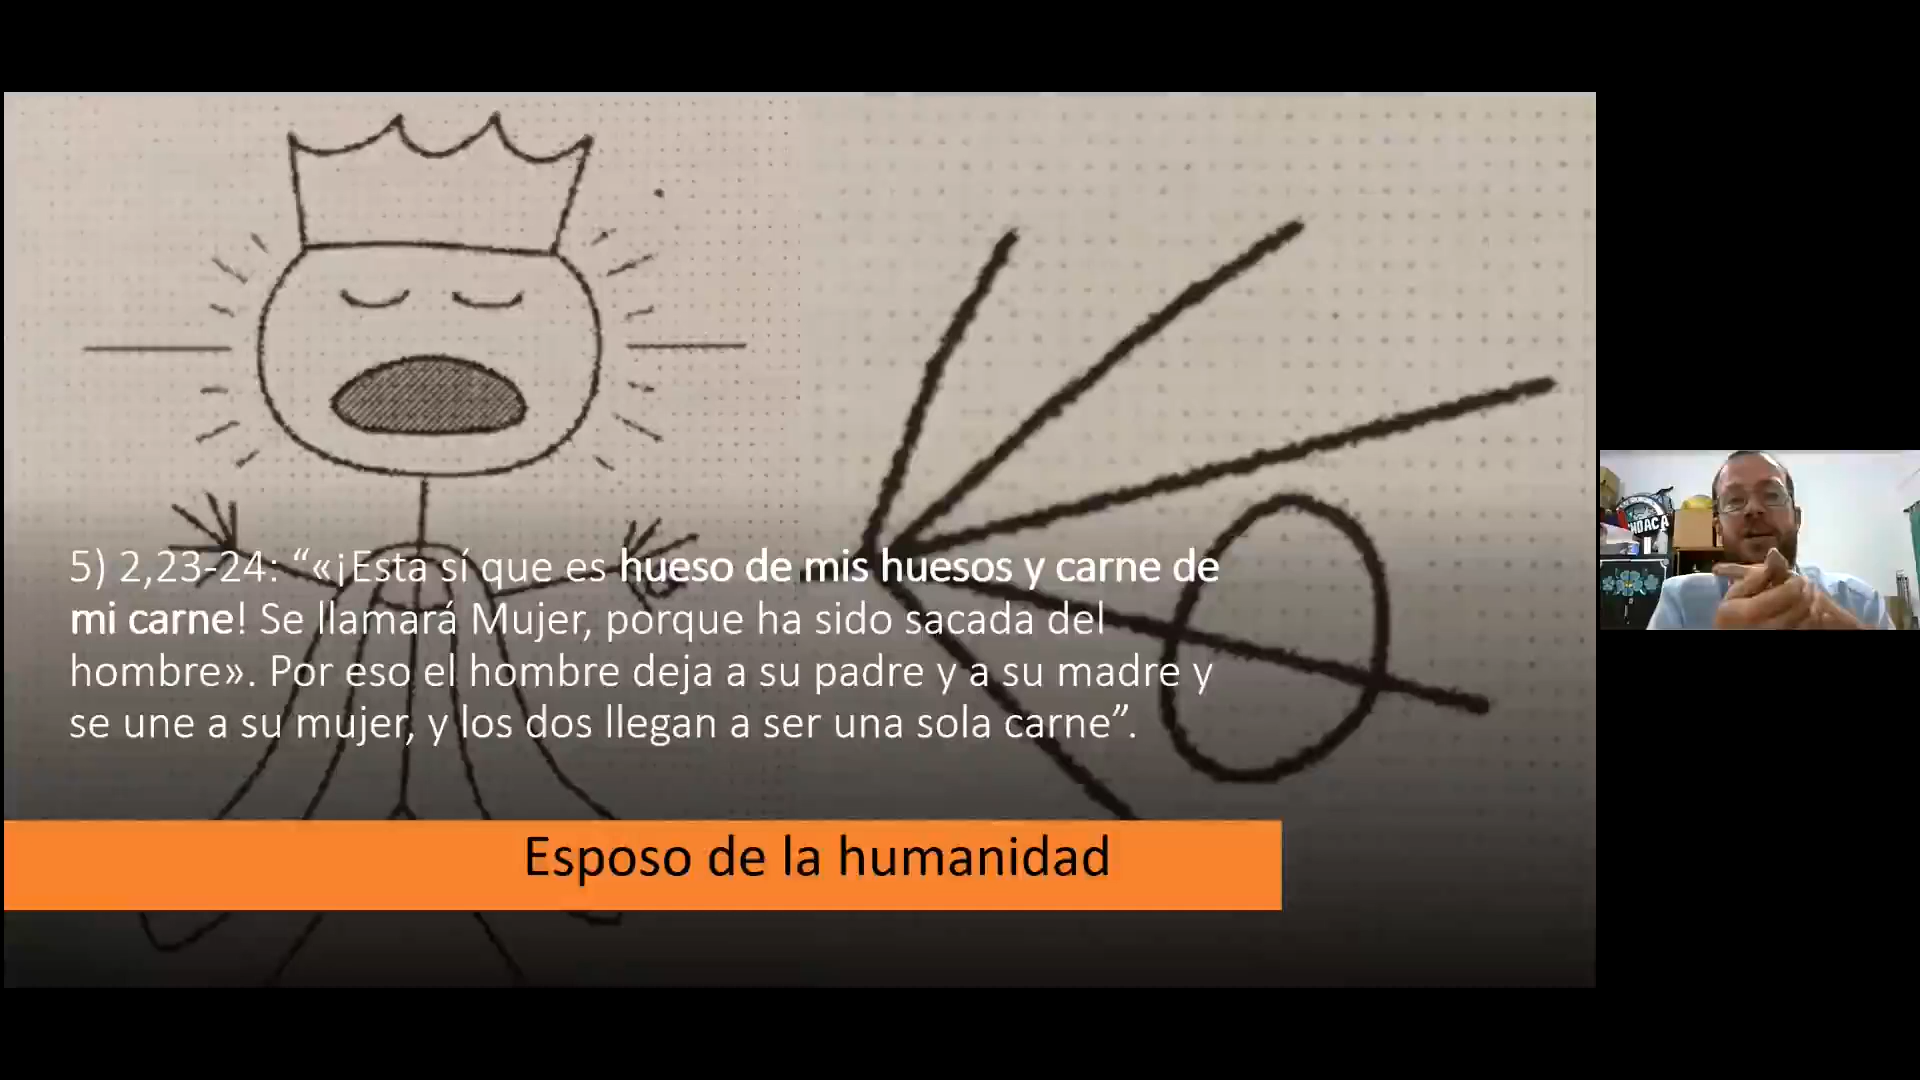 5) 2,23-24: “«¡Esta sí que es hueso de mis huesos y carne de
mi carne! Se llamará Mujer, porque ha sido sacada del
hombre». Por eso el hombre deja a su padre y a su madre y
se une a su mujer, y los dos llegan a ser una sola carne”.
Esposo de la humanidad